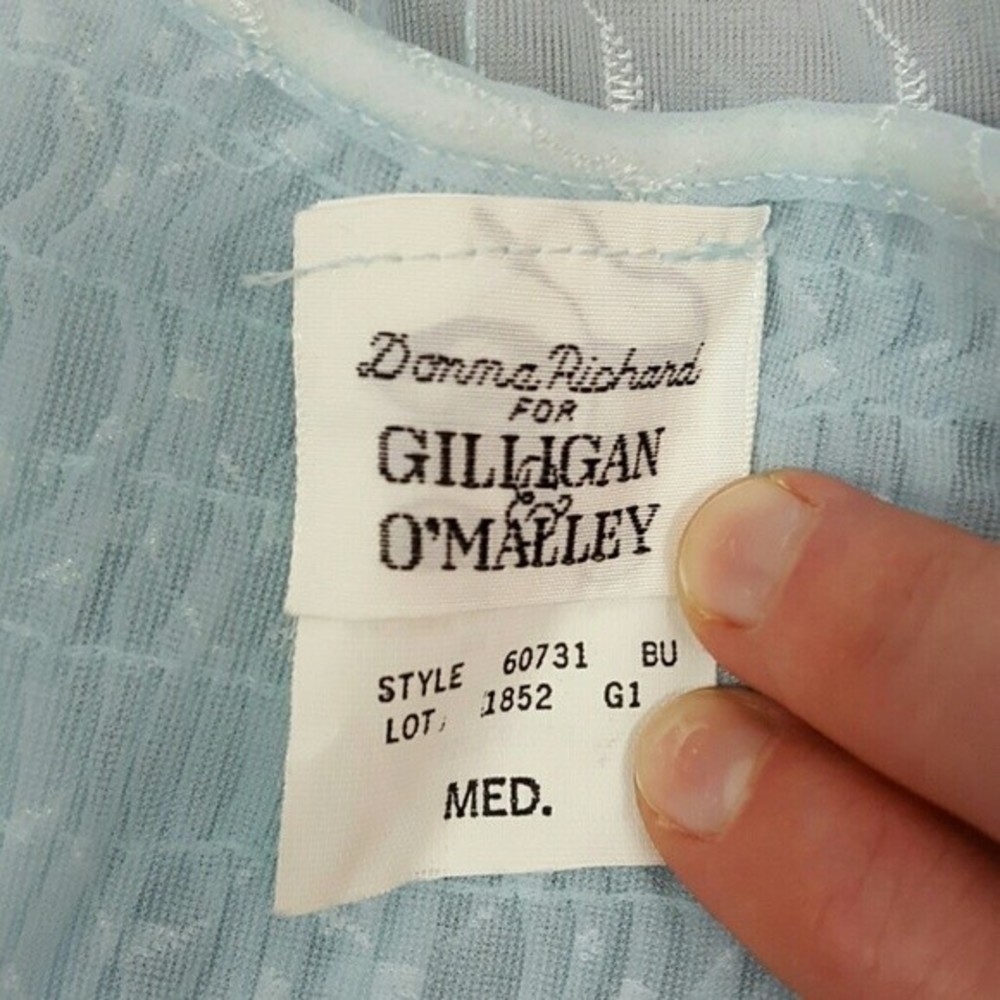 Donna Richard
FOR
GILLIGAN
&
O'MALLEY
STYLE 60731 BU
LOT. 1852 G1
MED.